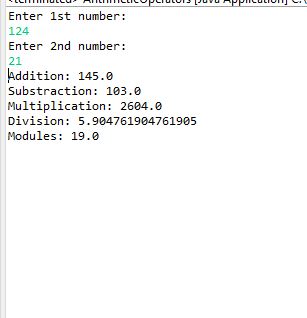 <terminated> ArithmeticOperators [Java Application] C:\
Enter 1st number:
124
Enter 2nd number:
21
Addition: 145.0
Substraction: 103.0
Multiplication: 2604.0
Division: 5.904761904761905
Modules: 19.0